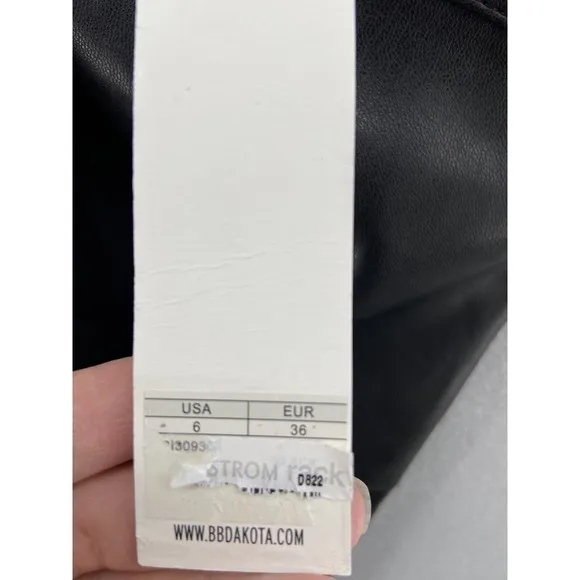 USA EUR
6 36
STROM rack
D822
WWW.BBDAKOTA.COM